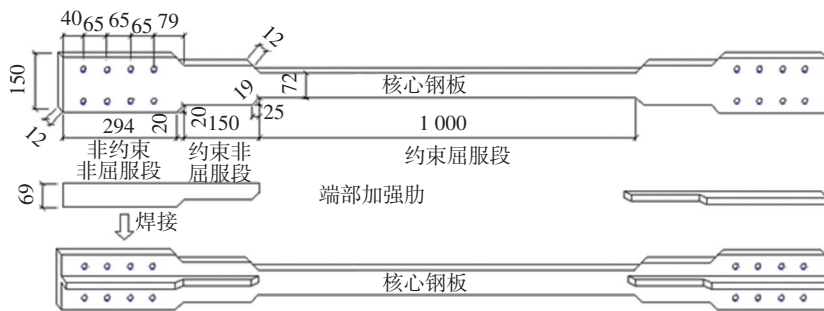 40 65 65 65 79
12
150
核心钢板
72
19
25
12
294
20
20
150
1 000
非约束
非屈服段
约束非
屈服段
约束屈服段
69
端部加强肋
焊接
核心钢板